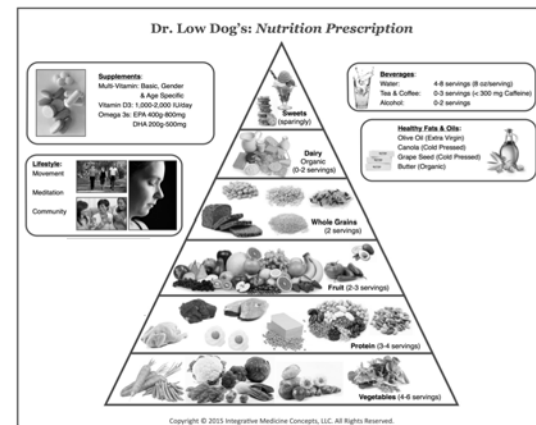 Dr. Low Dog's: Nutrition Prescription
Supplements:
Multi-Vitamin: Basic, Gender
& Age Specific
Vitamin D3: 1,000-2,000 IU/day
Omega 3s: EPA 400g-800mg
DHA 200g-500mg
Lifestyle:
Movement
Meditation
Community
Beverages:
Water: 4-8 servings (8 oz/serving)
Tea & Coffee: 0-3 servings (< 300 mg Caffeine)
Alcohol: 0-2 servings
Healthy Fats & Oils:
Olive Oil (Extra Virgin)
Canola (Cold Pressed)
Grape Seed (Cold Pressed)
Butter (Organic)
Sweets
(sparingly)
Dairy
Organic
(0-2 servings)
Whole Grains
(2 servings)
Fruit (2-3 servings)
Protein (3-4 servings)
Vegetables (4-6 servings)
Copyright © 2015 Integrative Medicine Concepts, LLC. All Rights Reserved.